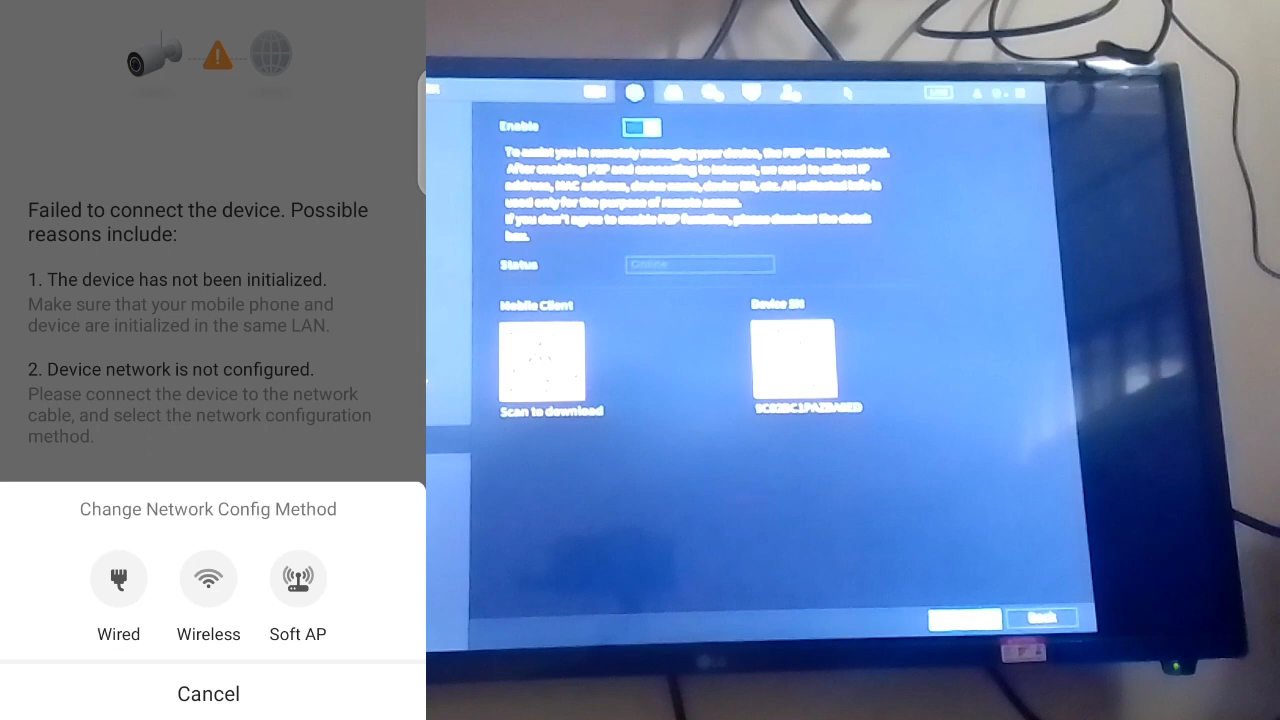 Failed to connect the device. Possible
reasons include:
1. The device has not been initialized.
Make sure that your mobile phone and
device are initialized in the same LAN.
2. Device network is not configured.
Please connect the device to the network
cable, and select the network configuration
method.
Change Network Config Method
Wired
Wireless
Soft AP
Cancel
Enable
To assist you in remotely managing your device, the P2P will be enabled.
After enabling P2P and connecting to Internet, we need to collect IP
address, MAC address, device name, device SN, etc. All collected info is
used only for the purpose of remote access.
If you don't agree to enable P2P function, please deselect the check
box.
Status
Online
Mobile Client
Device SN
Scan to download
Back
LG